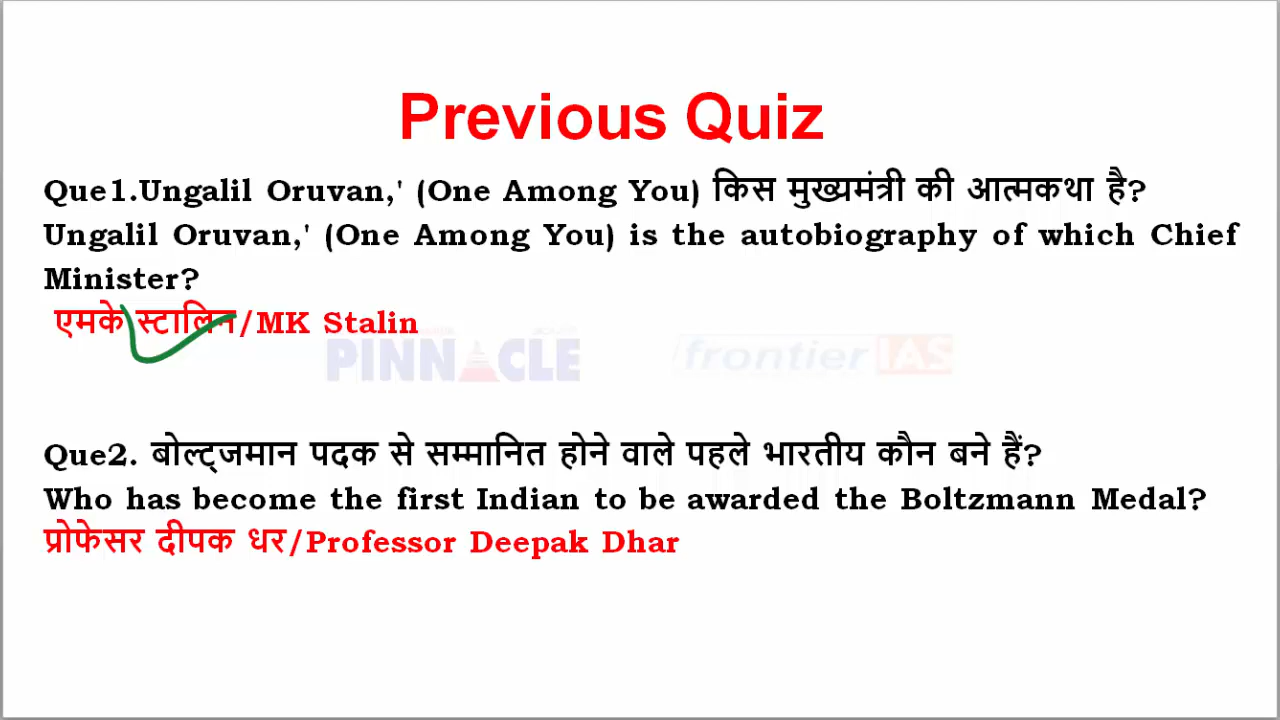 Previous Quiz
Que1.Ungalil Oruvan,' (One Among You) किस मुख्यमंत्री की आत्मकथा है?
Ungalil Oruvan,' (One Among You) is the autobiography of which Chief
Minister?
एमके स्टालिन/MK Stalin
PINNACLE frontier IAS
Que2. बोल्ट्जमान पदक से सम्मानित होने वाले पहले भारतीय कौन बने हैं?
Who has become the first Indian to be awarded the Boltzmann Medal?
प्रोफेसर दीपक धर/Professor Deepak Dhar